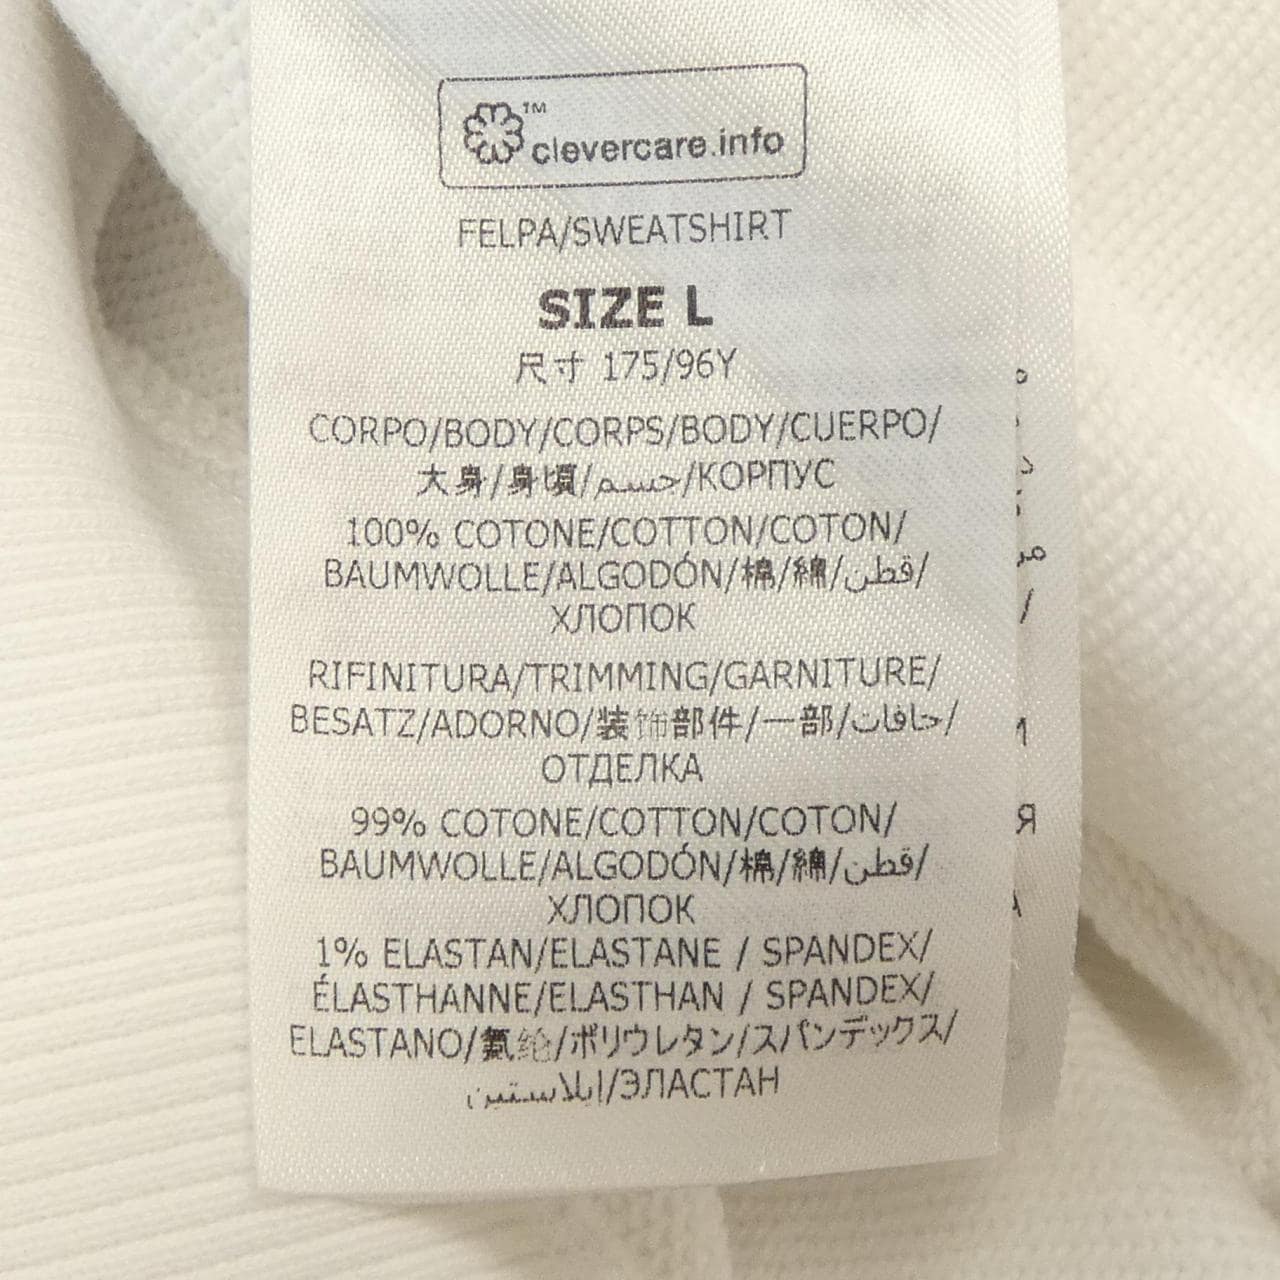 ™
clevercare.info
FELPA/SWEATSHIRT
SIZE L
尺寸 175/96Y
CORPO/BODY/CORPS/BODY/CUERPO/
大身/身頃/جسم/КОРПУС
100% COTONE/COTTON/COTON/
BAUMWOLLE/ALGODÓN/棉/綿/قطن/
ХЛОПОК
RIFINITURA/TRIMMING/GARNITURE/
BESATZ/ADORNO/装饰部件/一部/حافات/
ОТДЕЛКА
99% COTONE/COTTON/COTON/
BAUMWOLLE/ALGODÓN/棉/綿/قطن/
ХЛОПОК
1% ELASTAN/ELASTANE / SPANDEX/
ÉLASTHANNE/ELASTHAN / SPANDEX/
ELASTANO/氨纶/ポリウレタン/スパンデックス/
ایلاستین/ЭЛАСТАН